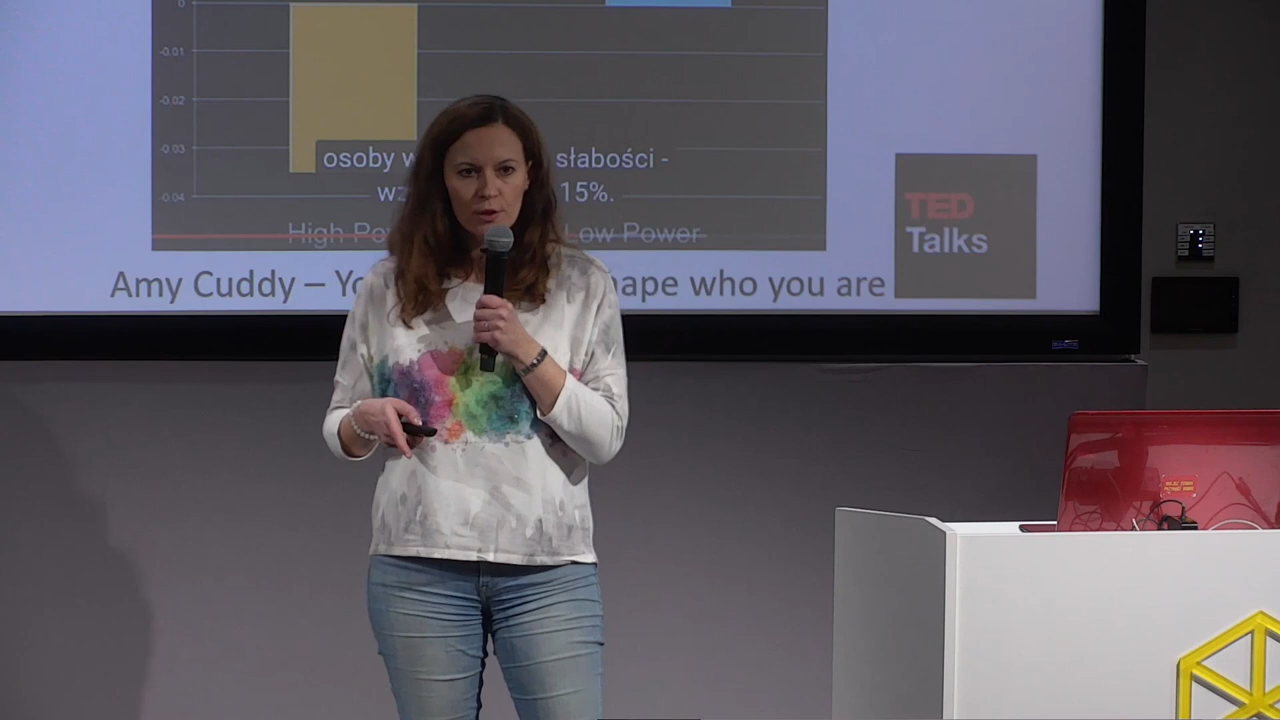 0
-0.01
-0.02
-0.03
-0.04
osoby w słabości -
wz 15%.
High Po Low Power
TED
Talks
Amy Cuddy – Yo hape who you are